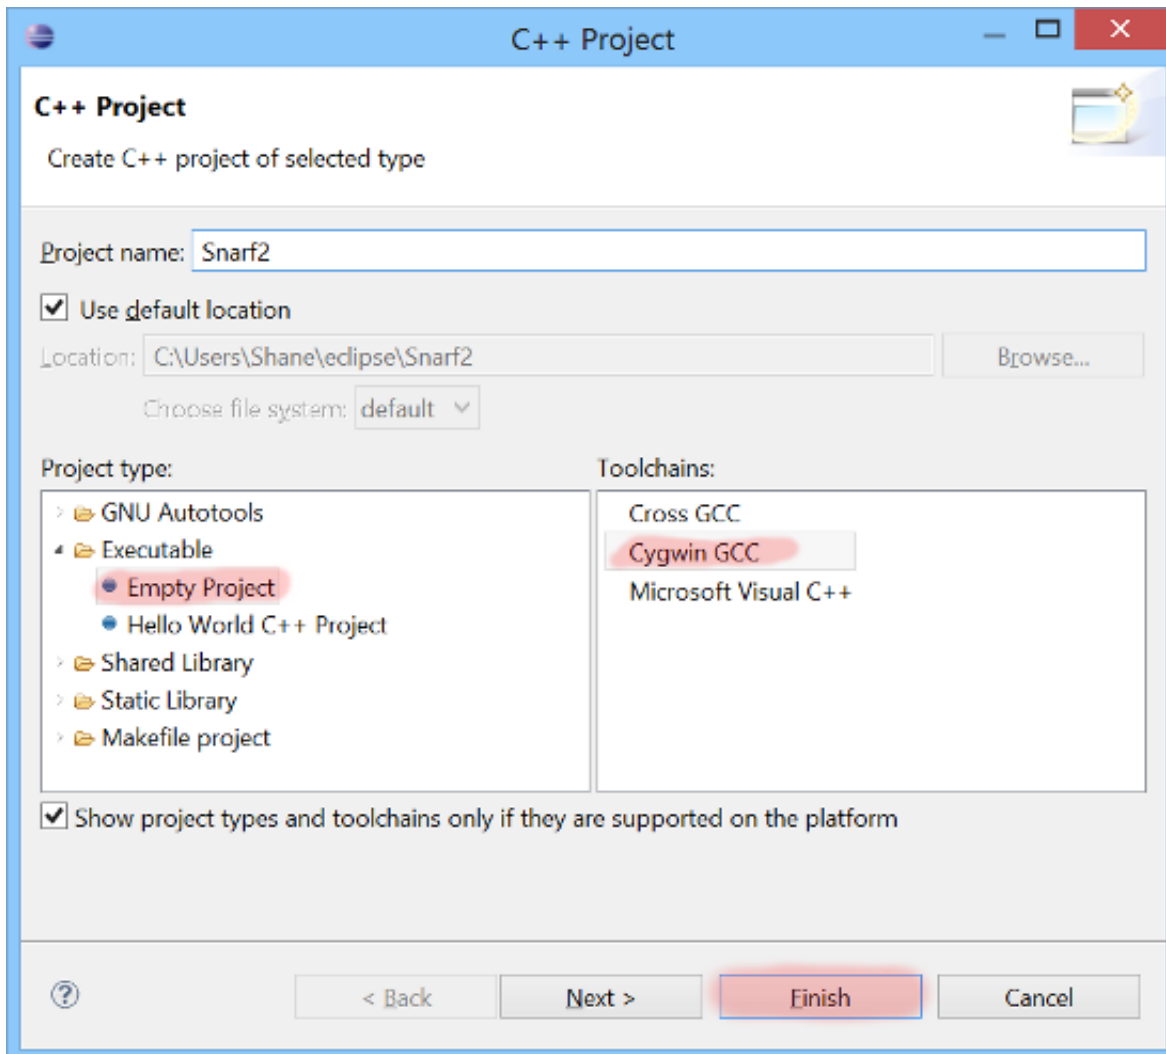 C++ Project
C++ Project
Create C++ project of selected type
Project name: Snarf2
Use default location
Location: C:\Users\Shane\eclipse\Snarf2 Browse...
Choose file system: default
Project type: Toolchains:
GNU Autotools Cross GCC
Executable Cygwin GCC
Empty Project Microsoft Visual C++
Hello World C++ Project
Shared Library
Static Library
Makefile project
Show project types and toolchains only if they are supported on the platform
? < Back Next > Finish Cancel